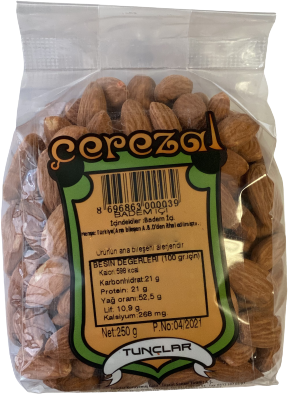 Çerezal
8 696863 000039
BADEM İÇİ
İçindekiler: Badem İçi.
Ürünün ana bileşeni
BESİN DEĞERLERİ (100 gr için)
Kaori: 598 kcal
Karbonhidrat: 21 g
Protein: 21 g
Yağ oranı: 52,5 g
Lif: 10,9 g
Kalsiyum: 268 mg
Net:250 g P.No:04/2021
TUNÇLAR